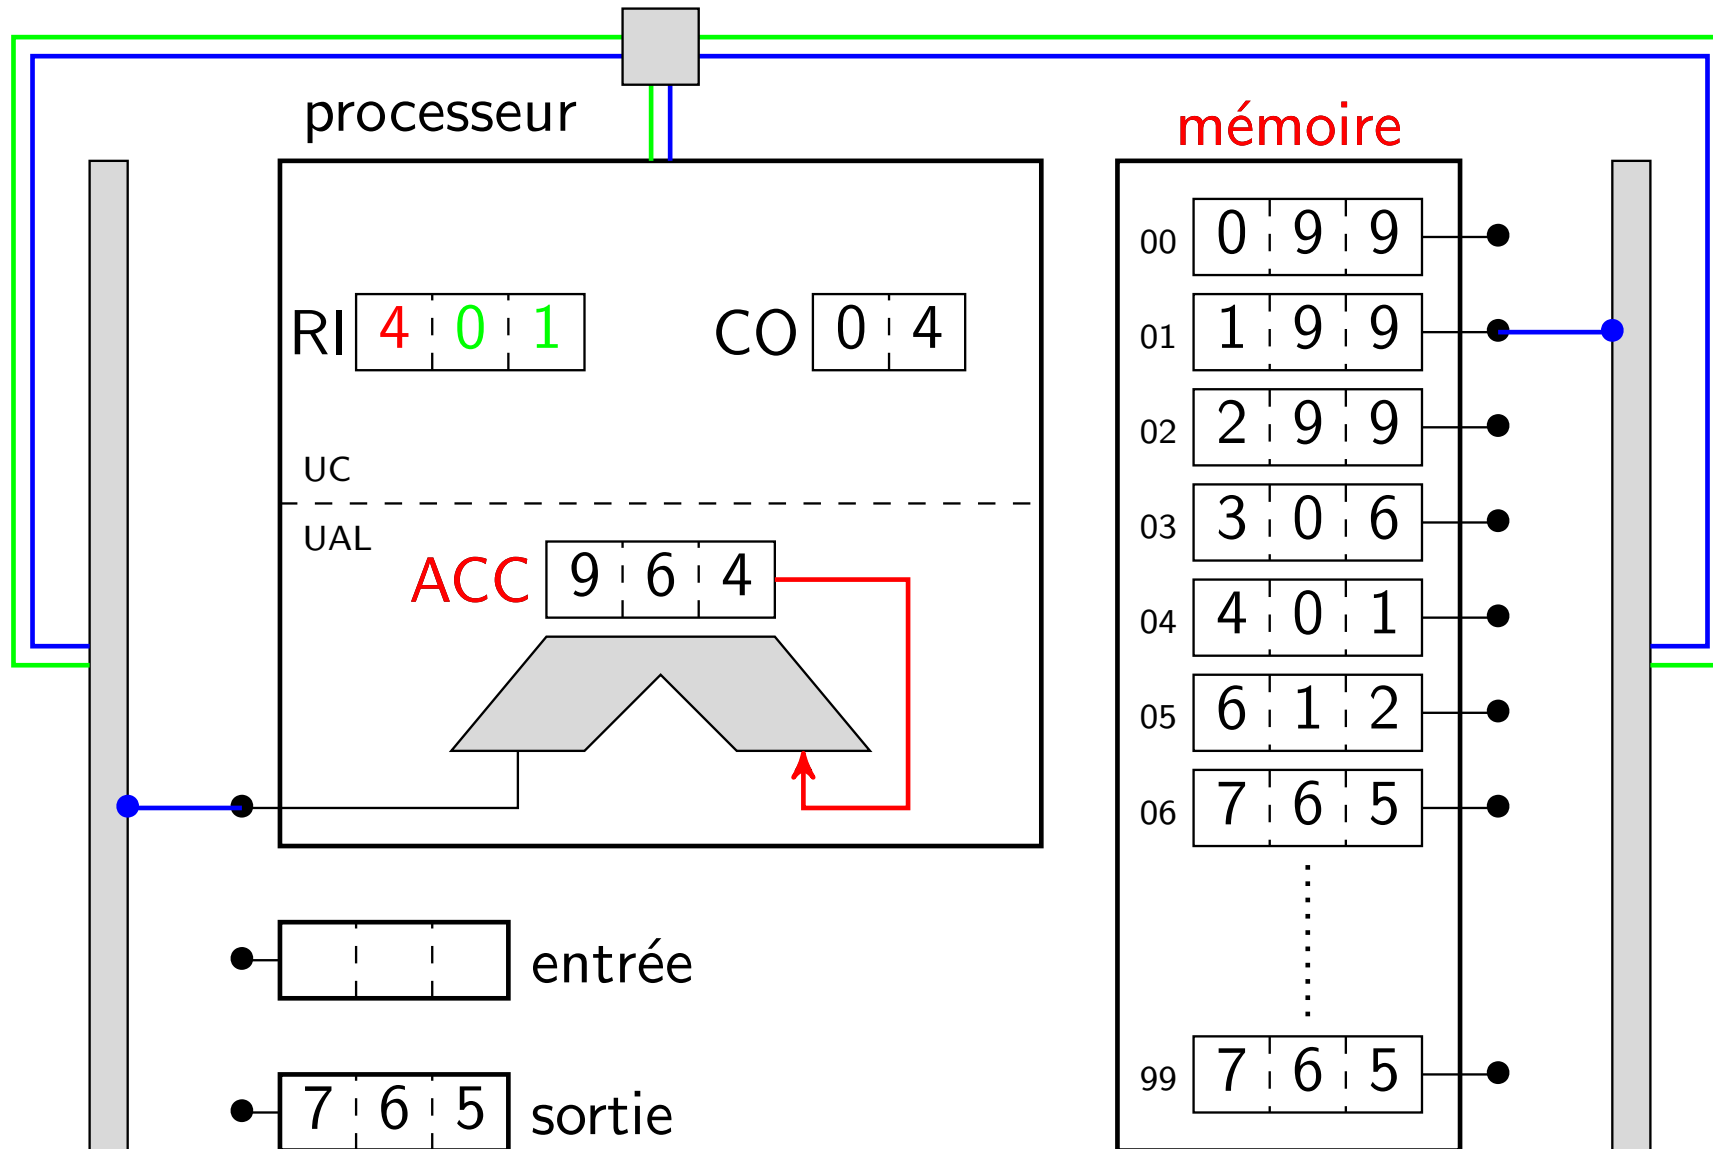 processeur
mémoire
00 0 9 9
RI 4 0 1 CO 0 4
01 1 9 9
02 2 9 9
UC
03 3 0 6
UAL
ACC 9 6 4
04 4 0 1
05 6 1 2
06 7 6 5
entrée
99 7 6 5
7 6 5 sortie